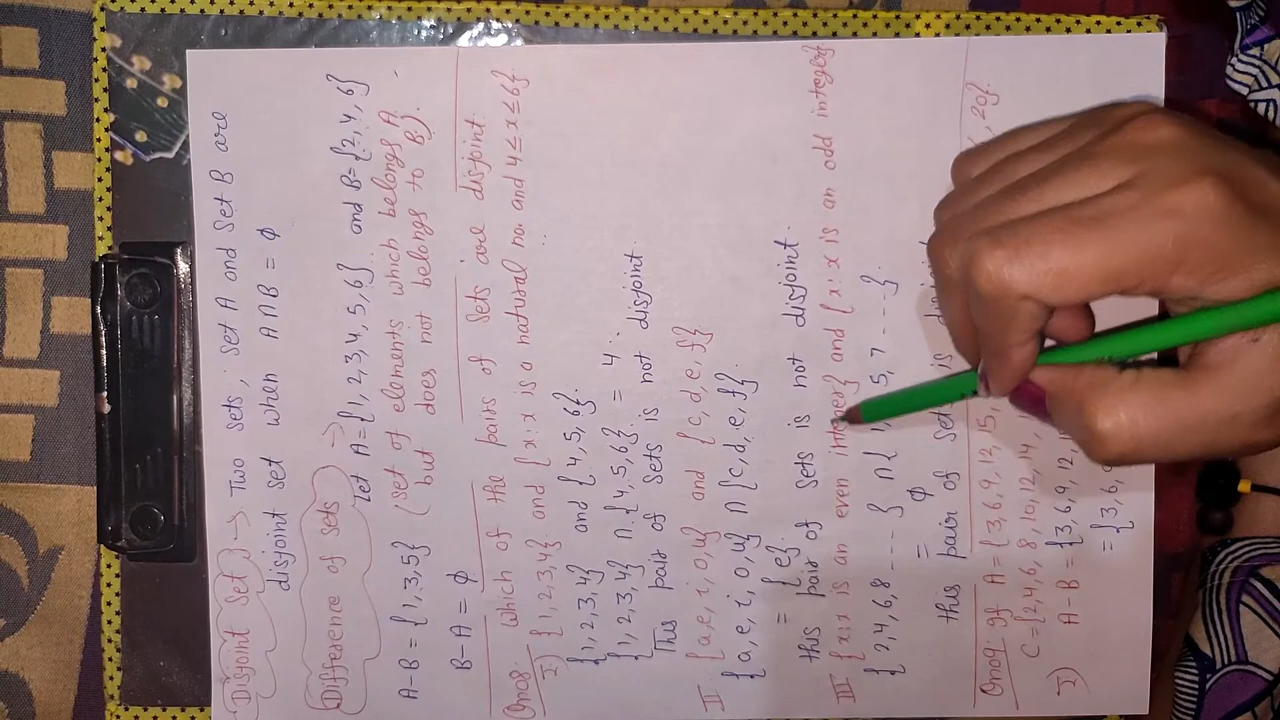 Disjoint Set → Two sets, set A and Set B are
disjoint set when A ∩ B = ϕ
Difference of sets →
Let A = {1, 2, 3, 4, 5, 6} and B = {2, 4, 6}
A-B = {1, 3, 5} (set of elements which belongs A
but does not belongs to B).
B-A = ϕ
Qno8. which of the pairs of sets are disjoint.
I) {1, 2, 3, 4} and {x: x is a natural no. and 4 ≤ x ≤ 6}
{1, 2, 3, 4} and {4, 5, 6}
{1, 2, 3, 4} ∩ {4, 5, 6} = 4.
This pair of sets is not disjoint
II {a, e, i, o, u} and {c, d, e, f}
{a, e, i, o, u} ∩ {c, d, e, f}.
= {e}.
this pair of sets is not disjoint.
III {x: x is an even integer} and {x: x is an odd integer}
{2, 4, 6, 8 ---- } ∩ { 5, 7 ---- }.
= ϕ
this pair of set is
Qno9. If A = {3, 6, 9, 12, 15, , 20}.
C = {2, 4, 6, 8, 10, 12, 14,
I) A-B = {3, 6, 9, 12,
= {3, 6,